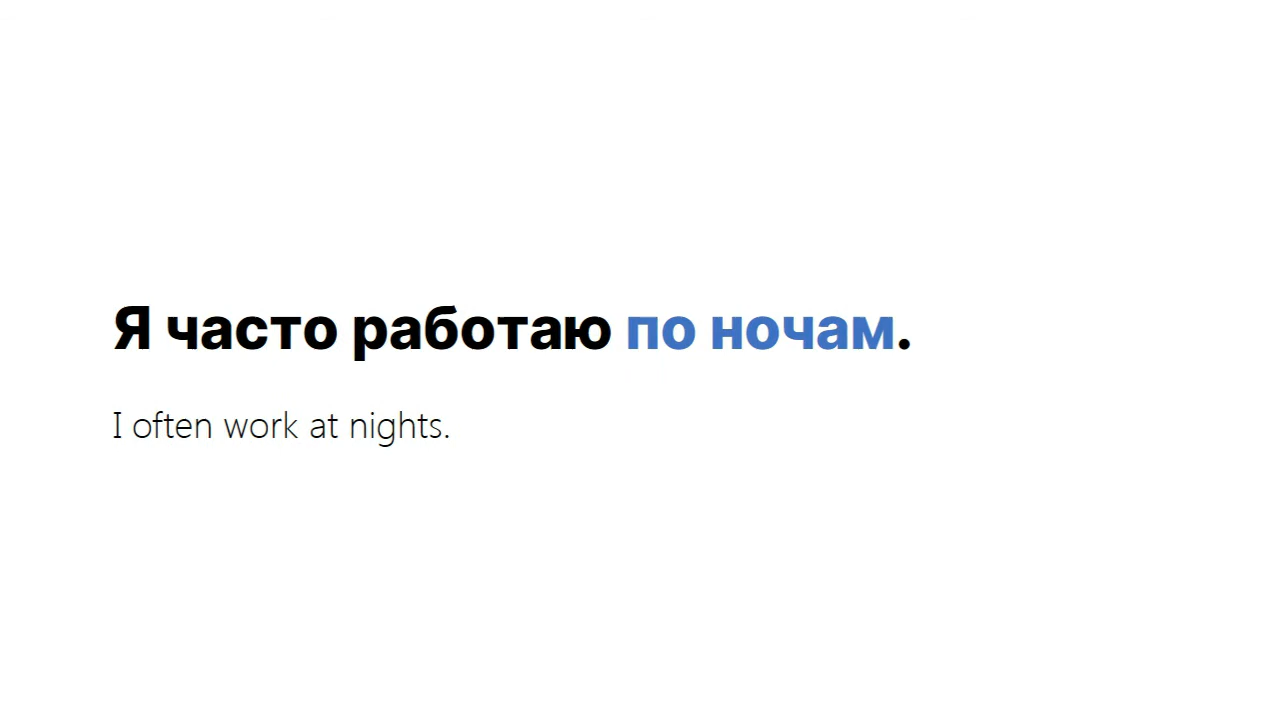 Я часто работаю по ночам.
I often work at nights.